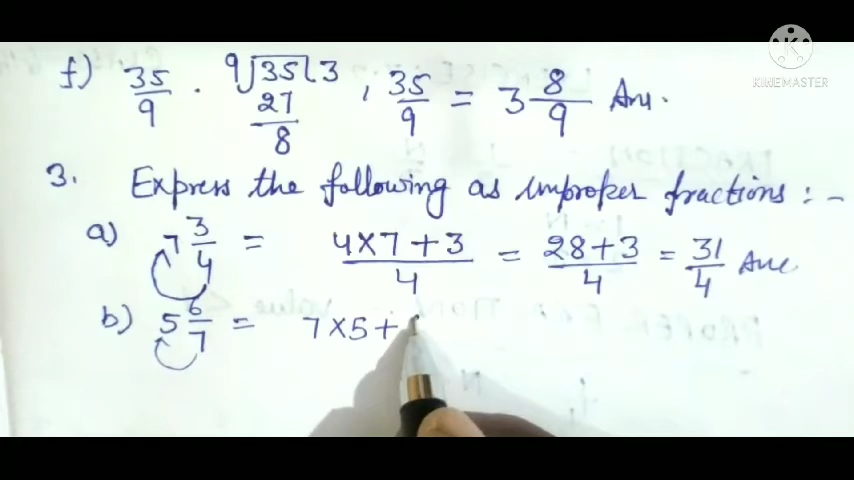 f) 35/9 . 9)35(3 , 35/9 = 3 8/9 Ans.
27
8
3. Express the following as improper fractions :-
a) 7 3/4 = 4×7+3/4 = 28+3/4 = 31/4 Ans
b) 5 6/7 = 7×5+
KINEMASTER